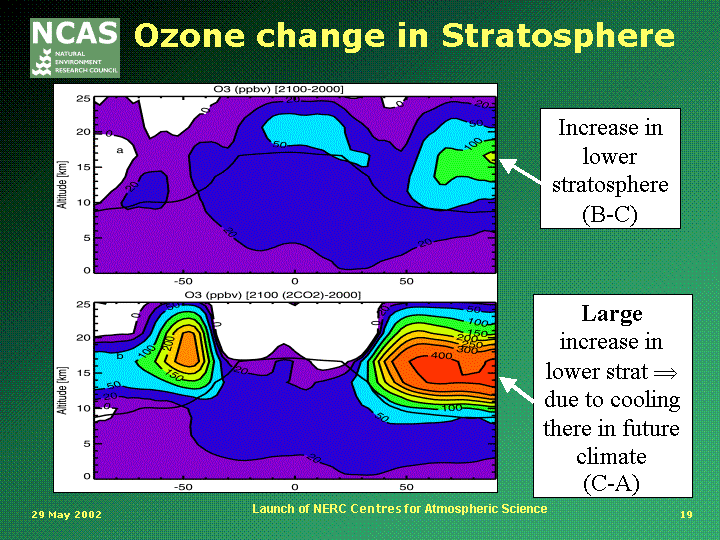 NCAS
NATURAL
ENVIRONMENT
RESEARCH COUNCIL
Ozone change in Stratosphere
O3 (ppbv) [2100-2000]
25
20
15
10
5
0
Altitude [km]
a
0
0
20
20
50
20
50
100
20
-50
0
50
Increase in
lower
stratosphere
(B-C)
O3 (ppbv) [2100 (2CO2)-2000]
25
20
15
10
5
0
Altitude [km]
b
0
0
100
200
150
50
20
0
50
100
200
250
300
400
100
50
20
-50
0
50
Large
increase in
lower strat ⇒
due to cooling
there in future
climate
(C-A)
29 May 2002
Launch of NERC Centres for Atmospheric Science
19